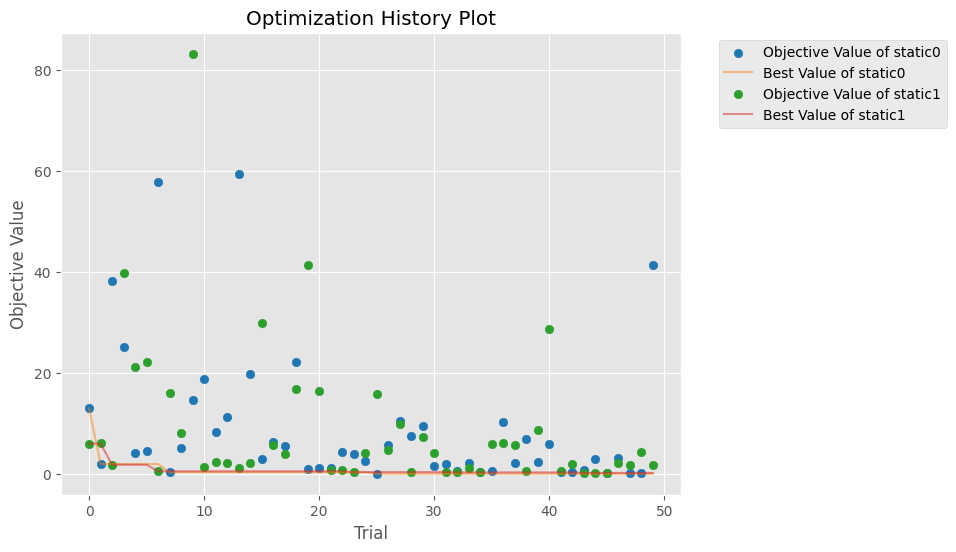 Optimization History Plot
Objective Value
80
60
40
20
0
0 10 20 30 40 50
Trial
Objective Value of static0
Best Value of static0
Objective Value of static1
Best Value of static1